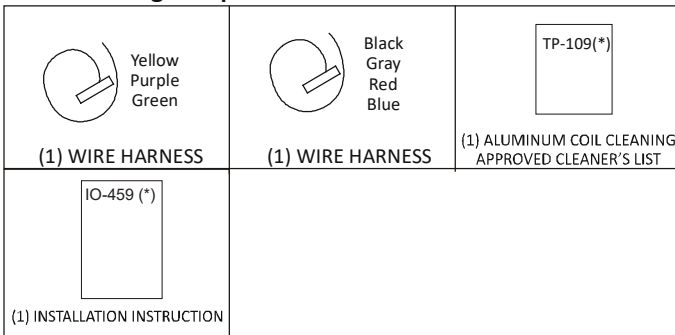 Yellow
Purple
Green
(1) WIRE HARNESS
Black
Gray
Red
Blue
(1) WIRE HARNESS
TP-109(*)
(1) ALUMINUM COIL CLEANING
APPROVED CLEANER'S LIST
IO-459 (*)
(1) INSTALLATION INSTRUCTION